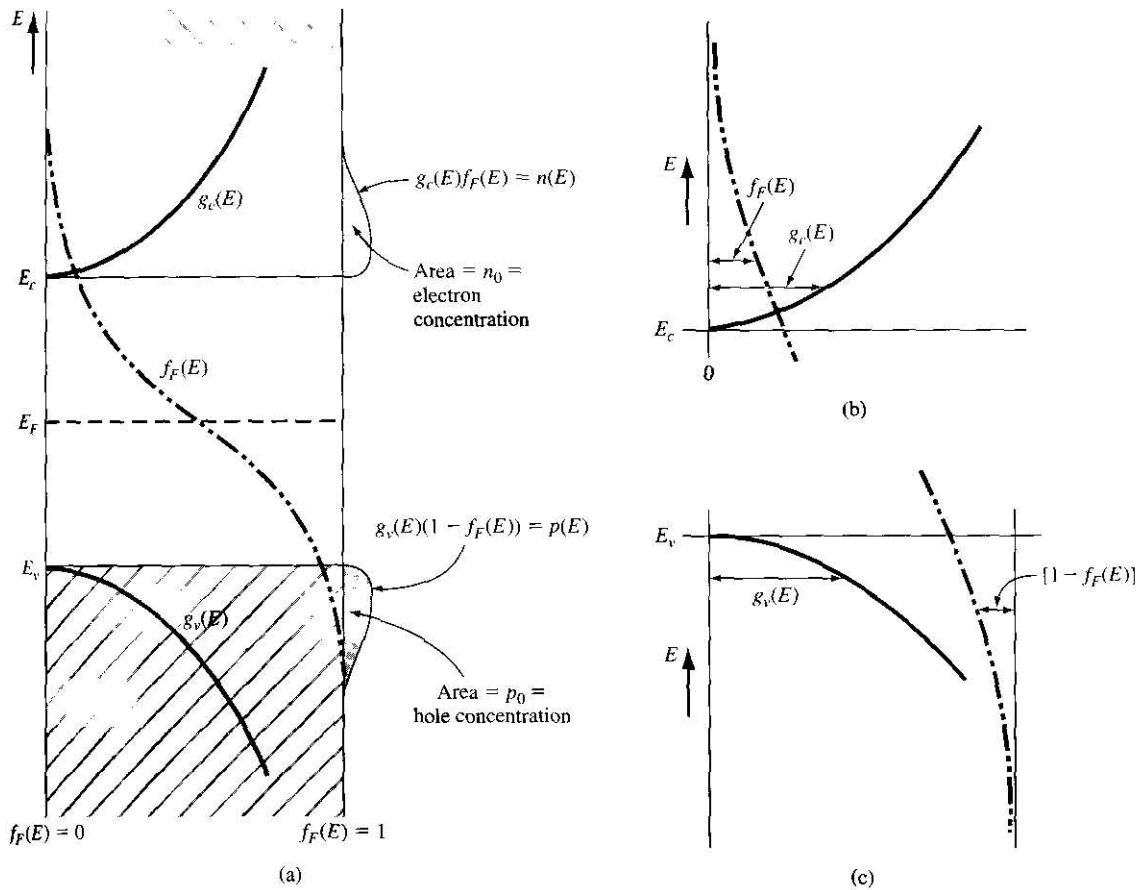 E
g_c(E)
g_c(E)f_F(E) = n(E)
E_c
Area = n_0 =
electron
concentration
f_F(E)
E_F
g_v(E)(1 − f_F(E)) = p(E)
E_v
g_v(E)
Area = p_0 =
hole concentration
f_F(E) = 0
f_F(E) = 1
(a)
E
f_F(E)
g_c(E)
E_c
0
(b)
E_v
g_v(E)
[1 − f_F(E)]
E
(c)